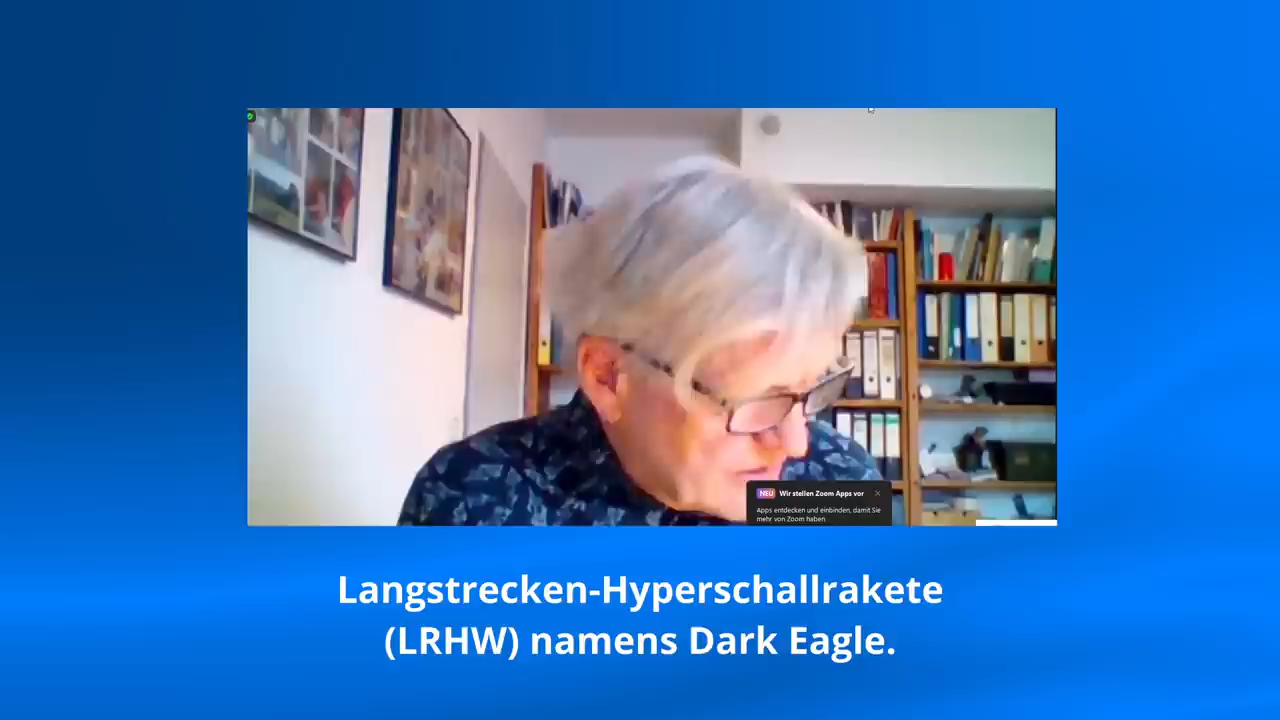 NEU Wir stellen Zoom Apps vor
Apps entdecken und einbinden, damit Sie
mehr von Zoom haben
Langstrecken-Hyperschallrakete
(LRHW) namens Dark Eagle.